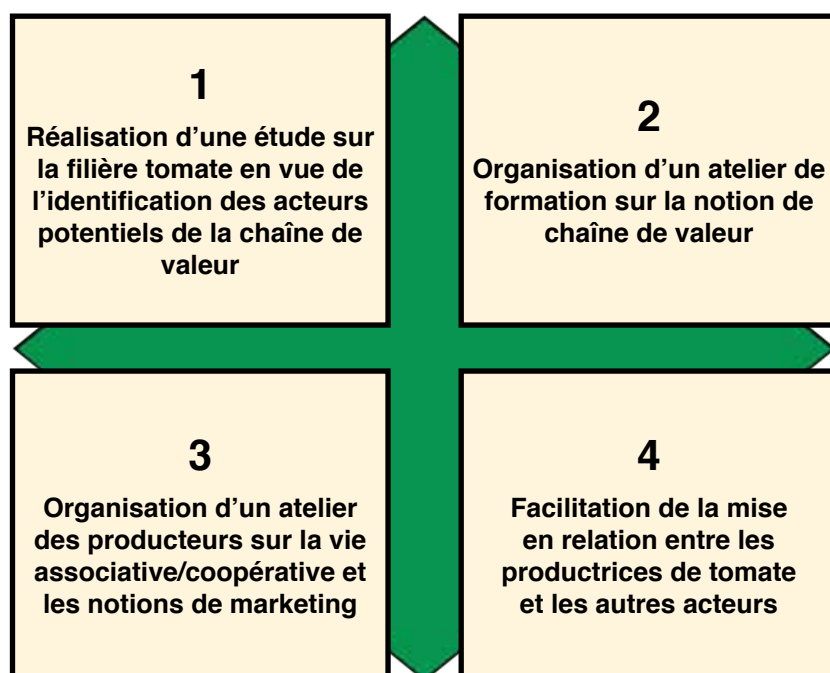 1
Réalisation d'une étude sur
la filière tomate en vue de
l'identification des acteurs
potentiels de la chaîne de
valeur
2
Organisation d'un atelier de
formation sur la notion de
chaîne de valeur
3
Organisation d'un atelier
des producteurs sur la vie
associative/coopérative et
les notions de marketing
4
Facilitation de la mise
en relation entre les
productrices de tomate
et les autres acteurs